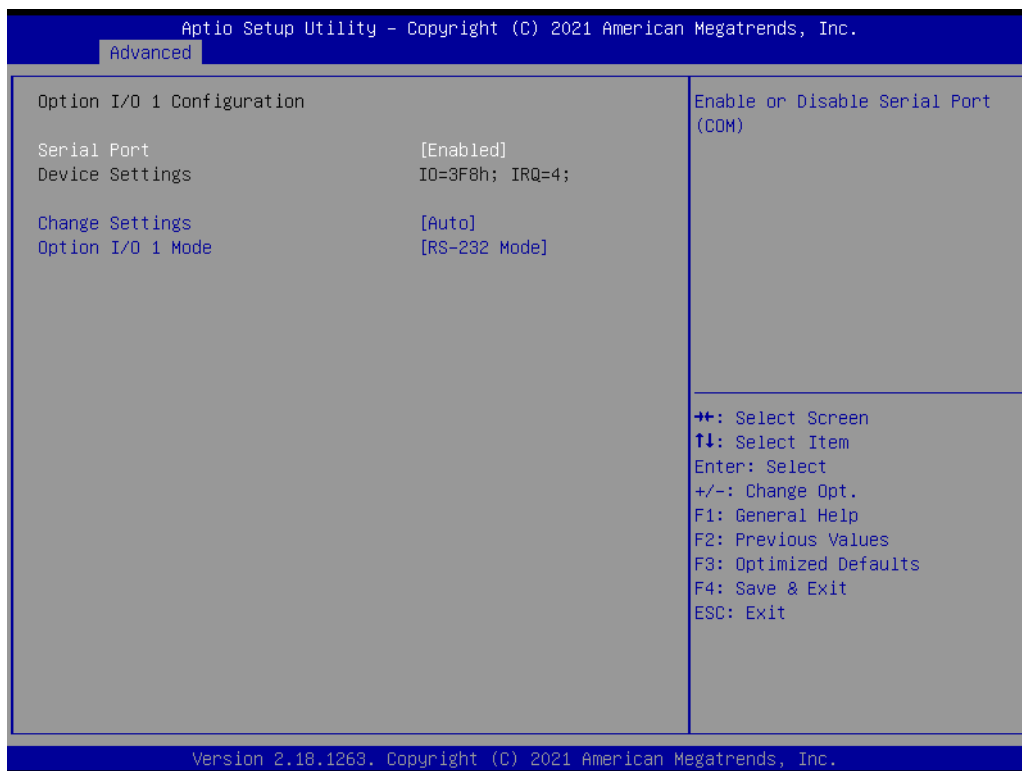 Aptio Setup Utility – Copyright (C) 2021 American Megatrends, Inc.
Advanced
Option I/O 1 Configuration
Serial Port [Enabled]
Device Settings IO=3F8h; IRQ=4;
Change Settings [Auto]
Option I/O 1 Mode [RS-232 Mode]
Enable or Disable Serial Port
(COM)
→←: Select Screen
↑↓: Select Item
Enter: Select
+/-: Change Opt.
F1: General Help
F2: Previous Values
F3: Optimized Defaults
F4: Save & Exit
ESC: Exit
Version 2.18.1263. Copyright (C) 2021 American Megatrends, Inc.